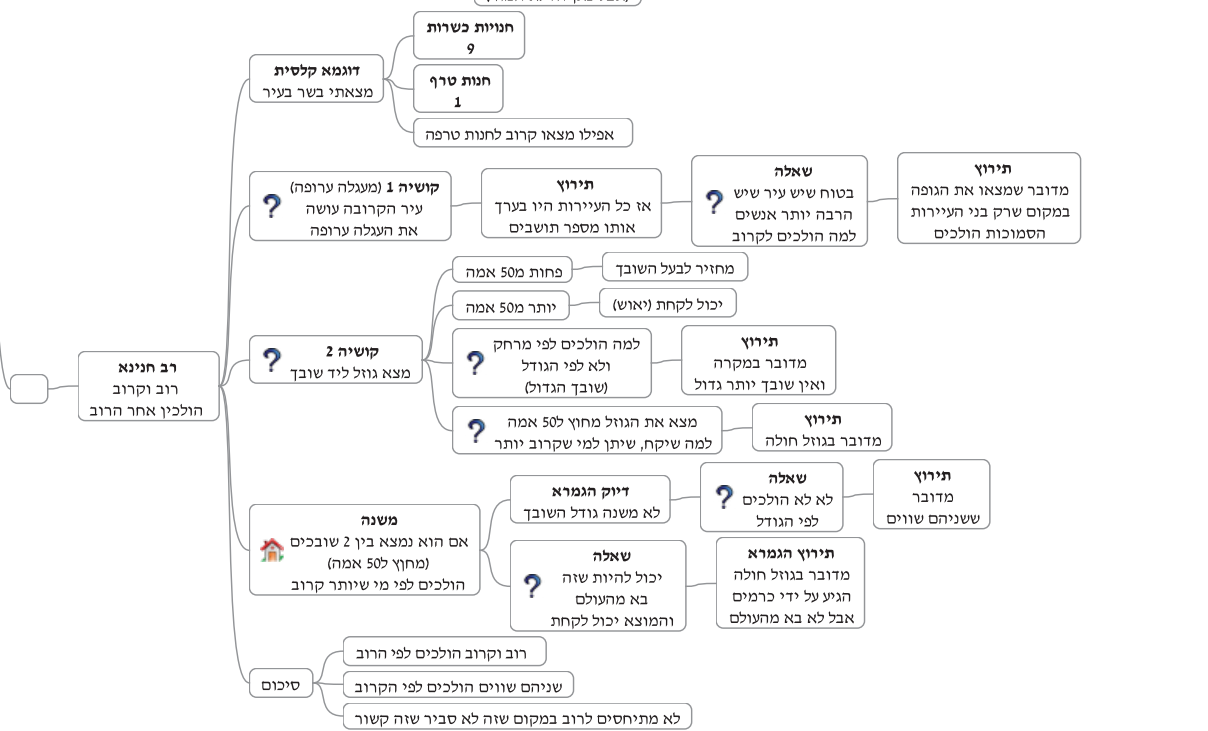 חנויות כשרות
9
דוגמא קלסית
מצאתי בשר בעיר
חנות טרף
1
אפילו מצאו קרוב לחנות טרפה
קושיה 1 (מעגלה ערופה)
עיר הקרובה עושה
את העגלה ערופה
תירוץ
אז כל העיירות היו בערך
אותו מספר תושבים
שאלה
בטוח שיש עיר שיש
הרבה יותר אנשים
למה הולכים לקרוב
תירוץ
מדובר שמצאו את הגופה
במקום שרק בני העיירות
הסמוכות הולכים
פחות מ50 אמה
מחזיר לבעל השובך
יותר מ50 אמה
יכול לקחת (יאוש)
קושיה 2
מצא גוזל ליד שובך
למה הולכים לפי מרחק
ולא לפי הגודל
(שובך הגדול)
תירוץ
מדובר במקרה
ואין שובך יותר גדול
מצא את הגוזל מחוץ ל50 אמה
למה שיקח, שיתן למי שקרוב יותר
תירוץ
מדובר בגוזל חולה
רב חנינא
רוב וקרוב
הולכין אחר הרוב
משנה
אם הוא נמצא בין 2 שובכים
(מחוץ ל50 אמה)
הולכים לפי מי שיותר קרוב
דיוק הגמרא
לא משנה גודל השובך
שאלה
לא לא הולכים
לפי הגודל
תירוץ
מדובר
ששניהם שווים
שאלה
יכול להיות שזה
בא מהעולם
והמוצא יכול לקחת
תירוץ הגמרא
מדובר בגוזל חולה
הגיע על ידי כרמים
אבל לא בא מהעולם
סיכום
רוב וקרוב הולכים לפי הרוב
שניהם שווים הולכים לפי הקרוב
לא מתיחסים לרוב במקום שזה לא סביר שזה קשור